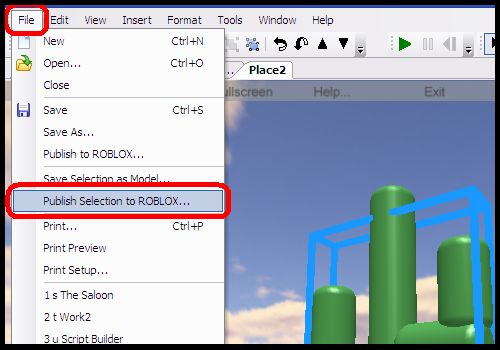 File Edit View Insert Format Tools Window Help
New Ctrl+N
Open... Ctrl+O
Close
Place2
Save Ctrl+S
Help... Exit
Save As...
Publish to ROBLOX...
Save Selection as Model...
Publish Selection to ROBLOX...
Print... Ctrl+P
Print Preview
Print Setup...
1 s The Saloon
2 t Work2
3 u Script Builder